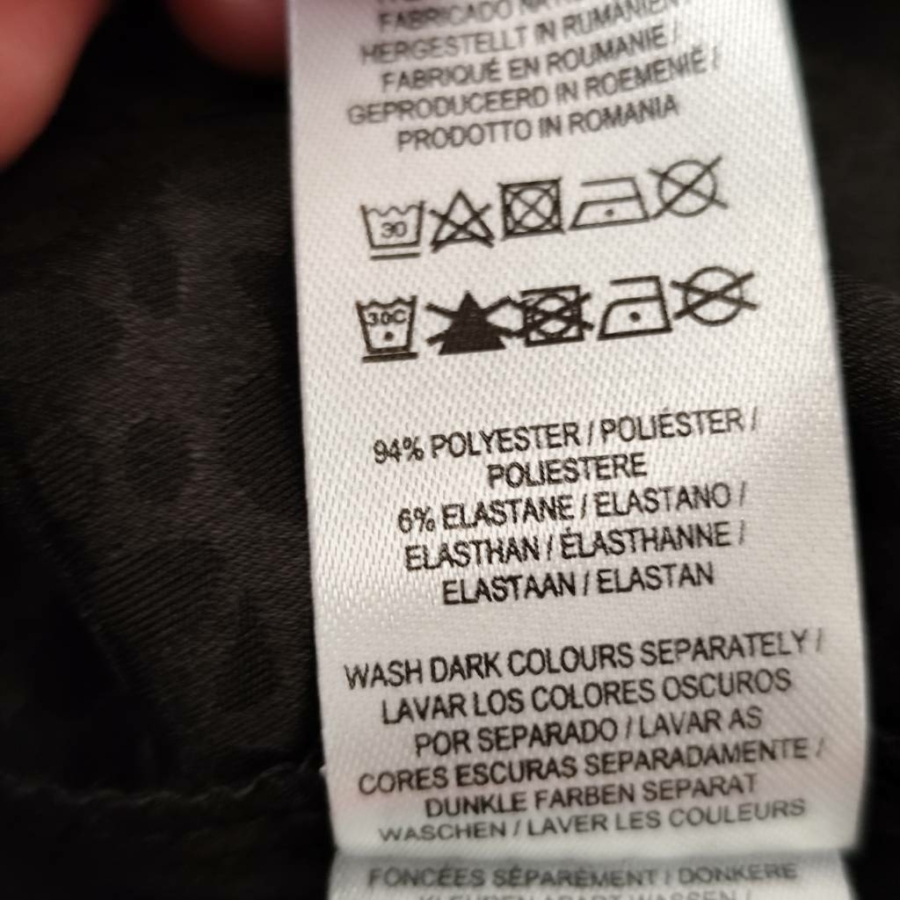 FABRICADO NA
HERGESTELLT IN RUMÄNIEN /
FABRIQUÉ EN ROUMANIE /
GEPRODUCEERD IN ROEMENIË /
PRODOTTO IN ROMANIA
30
30C
94% POLYESTER / POLIÉSTER /
POLIESTERE
6% ELASTANE / ELASTANO /
ELASTHAN / ÉLASTHANNE /
ELASTAAN / ELASTAN
WASH DARK COLOURS SEPARATELY /
LAVAR LOS COLORES OSCUROS
POR SEPARADO / LAVAR AS
CORES ESCURAS SEPARADAMENTE /
DUNKLE FARBEN SEPARAT
WASCHEN / LAVER LES COULEURS
FONCÉES SÉPARÉMENT / DONKERE